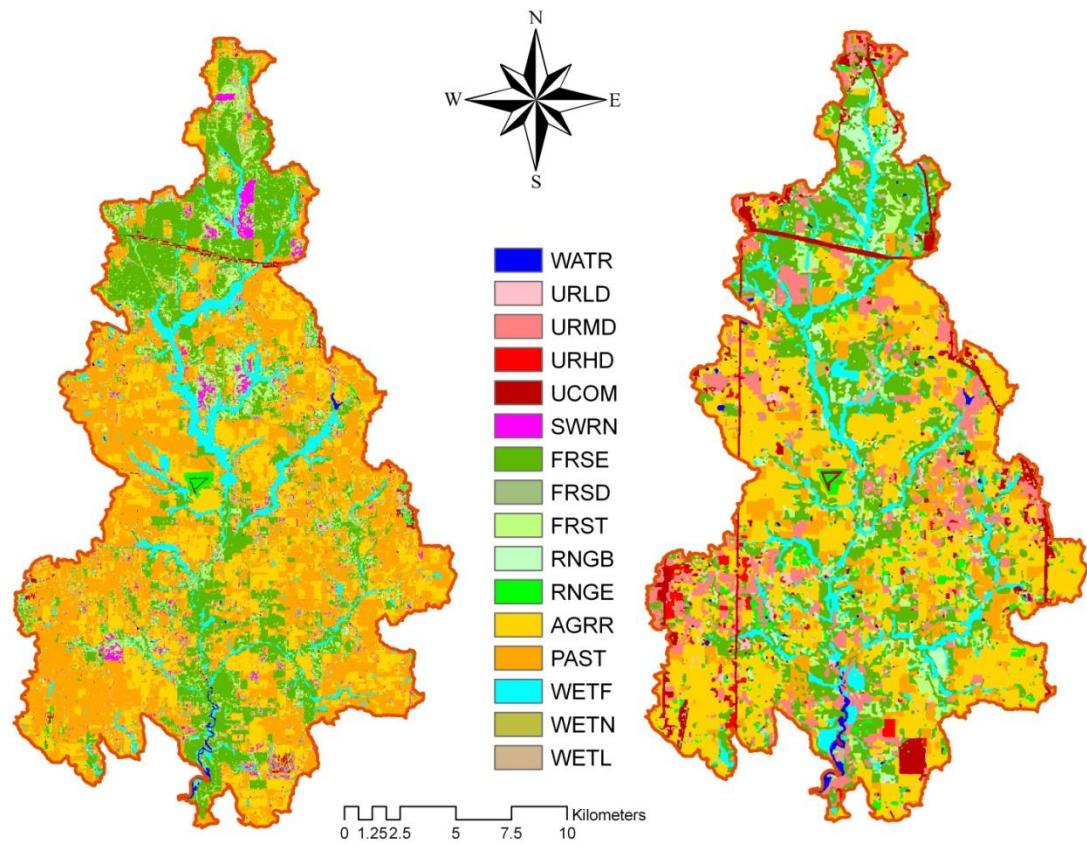 N
W E
S
WATR
URLD
URMD
URHD
UCOM
SWRN
FRSE
FRSD
FRST
RNGB
RNGE
AGRR
PAST
WETF
WETN
WETL
Kilometers
0 1.25 2.5 5 7.5 10